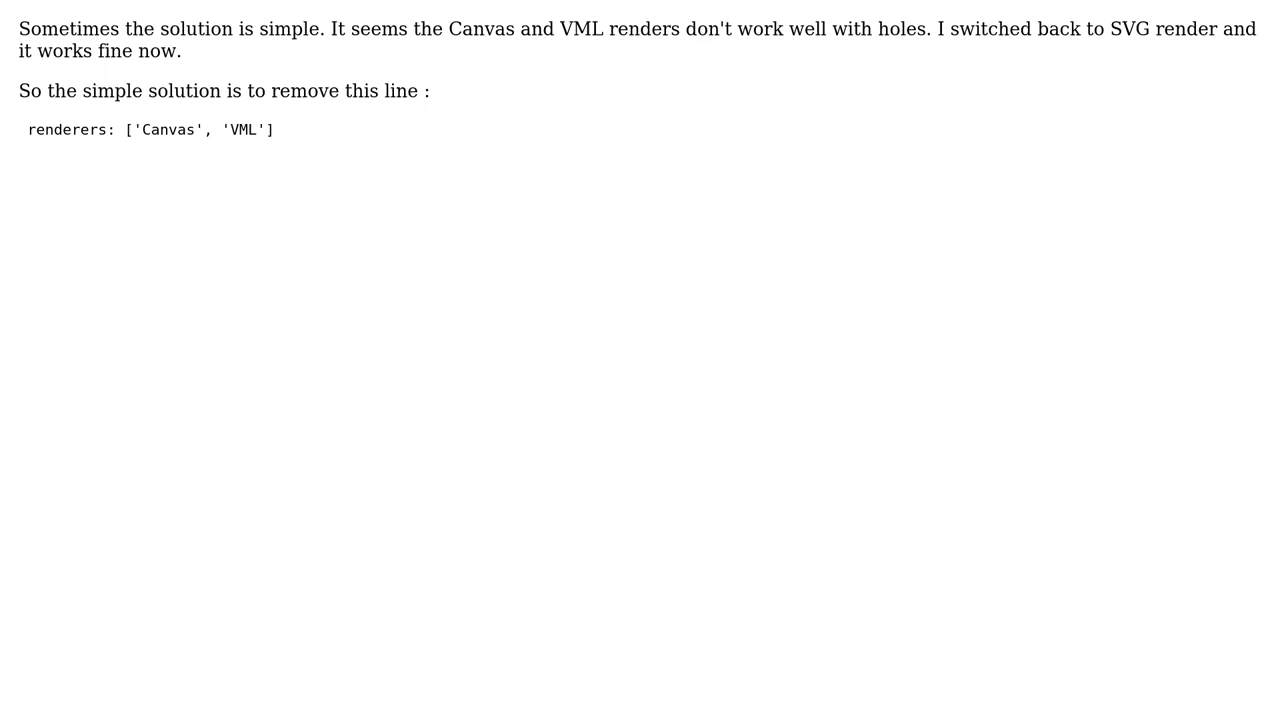 Sometimes the solution is simple. It seems the Canvas and VML renders don't work well with holes. I switched back to SVG render and
it works fine now.
So the simple solution is to remove this line :
renderers: ['Canvas', 'VML']